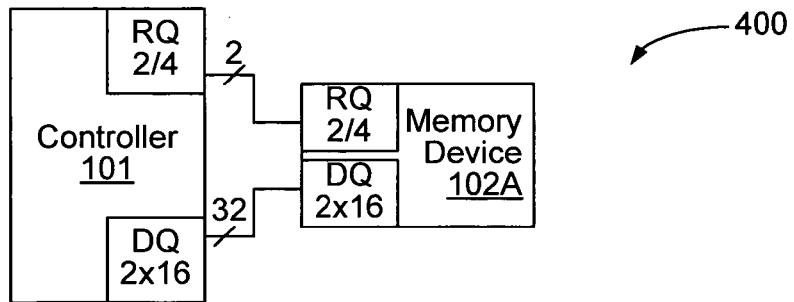 RQ
2/4
2
400
RQ
2/4
Controller
101
Memory
Device
102A
DQ
2x16
32
DQ
2x16